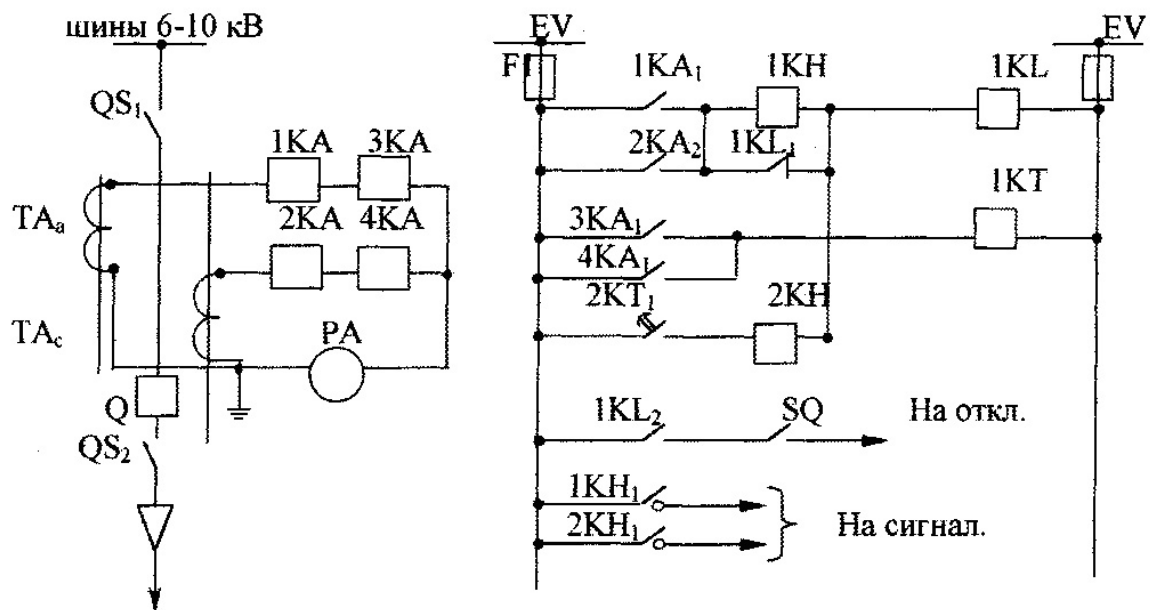 шины 6-10 кВ
QS1
1KA 3KA
TAa
2KA 4KA
TAc
PA
Q
QS2
EV EV
F1
1KA1 1KH 1KL
2KA2 1KL1
1KT
3KA1
4KA1
2KT1 2KH
1KL2 SQ На откл.
1KH1
2KH1
На сигнал.